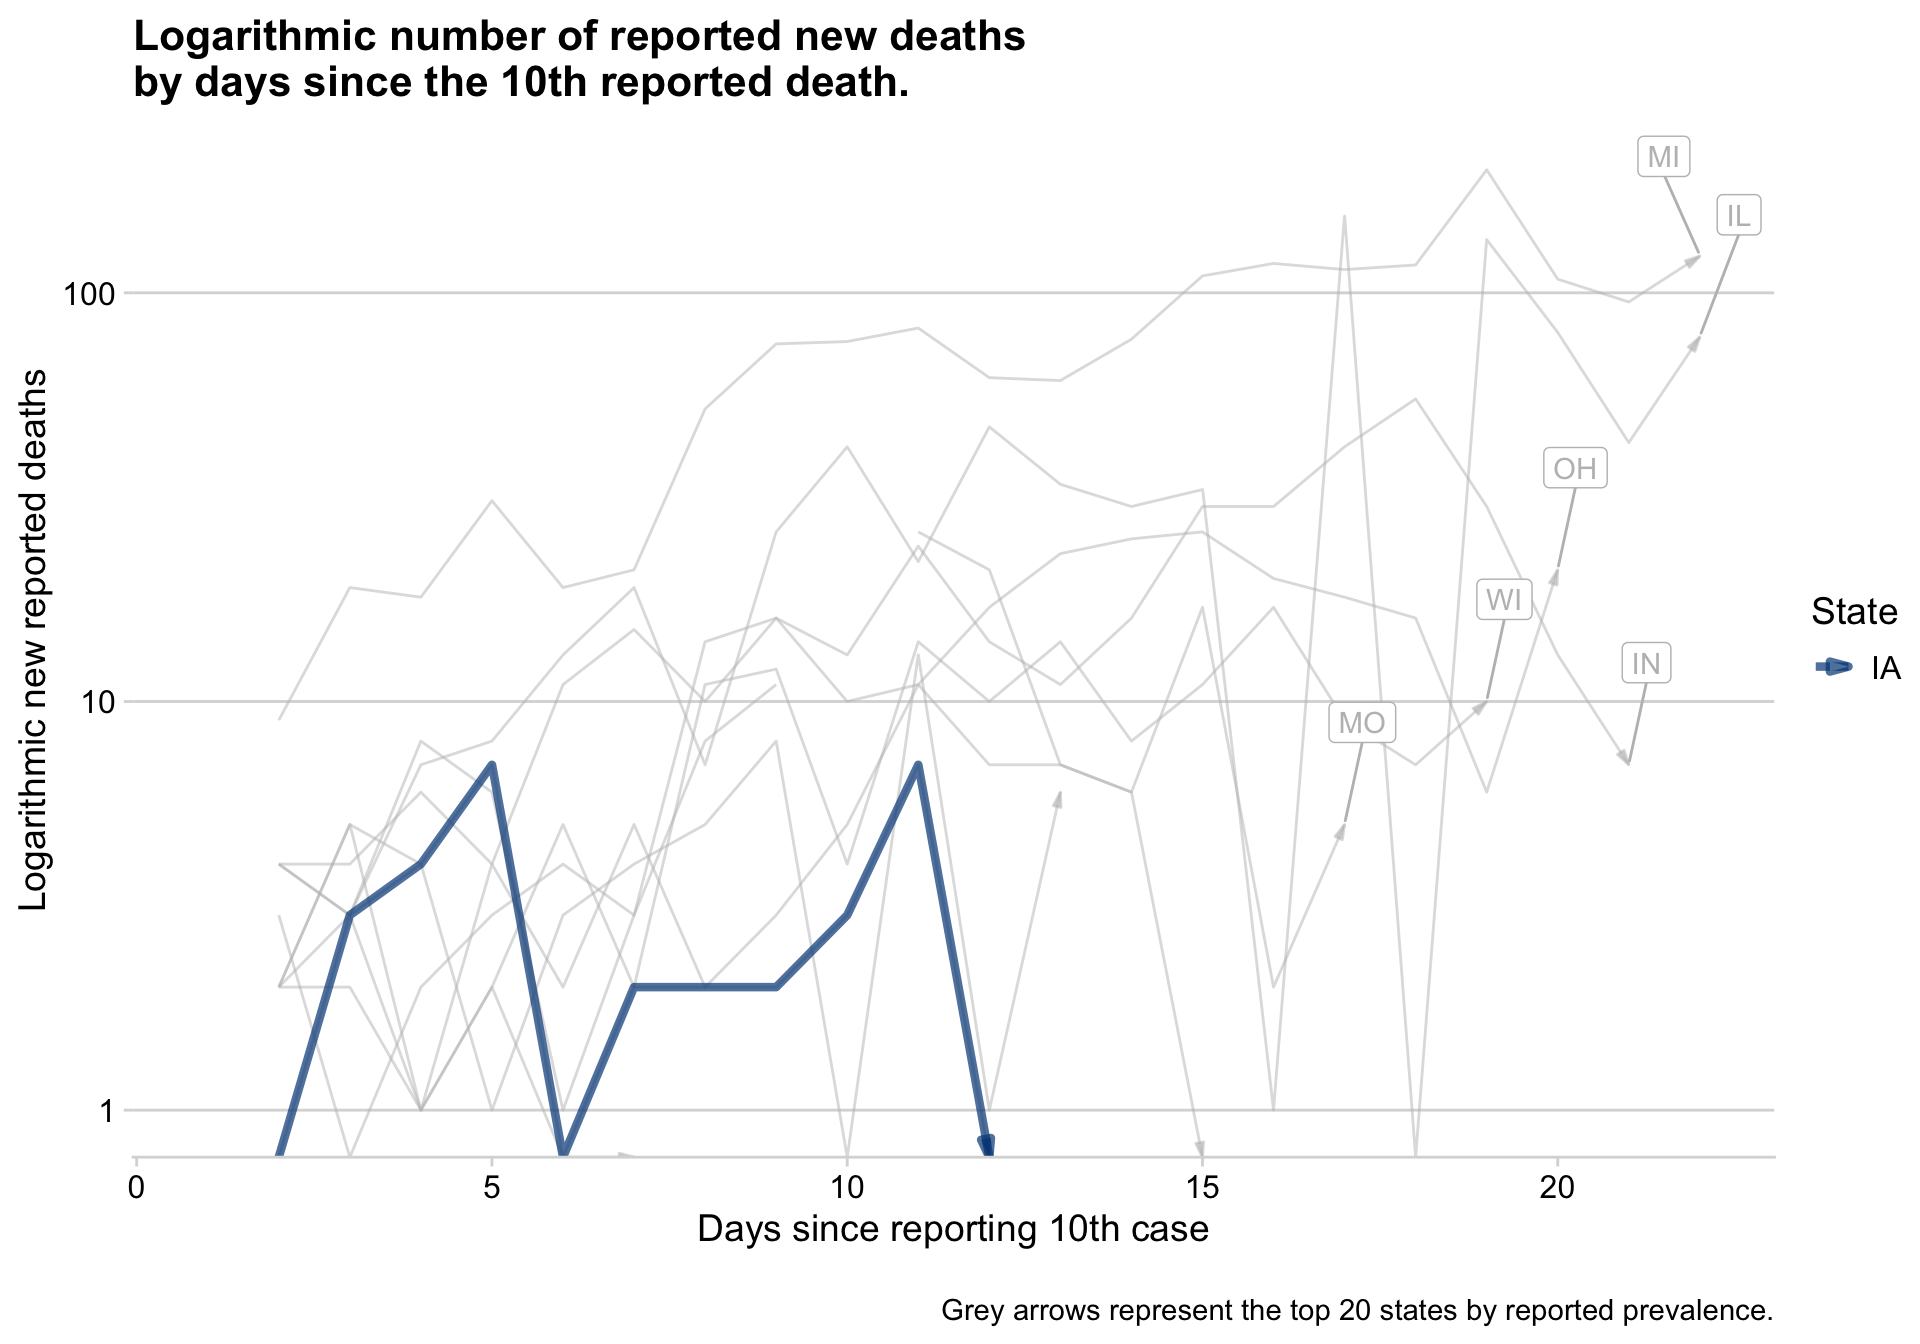 Logarithmic number of reported new deaths
by days since the 10th reported death.
MI
IL
100
OH
WI
State
IN
IA
10
MO
Logarithmic new reported deaths
1
0 5 10 15 20
Days since reporting 10th case
Grey arrows represent the top 20 states by reported prevalence.